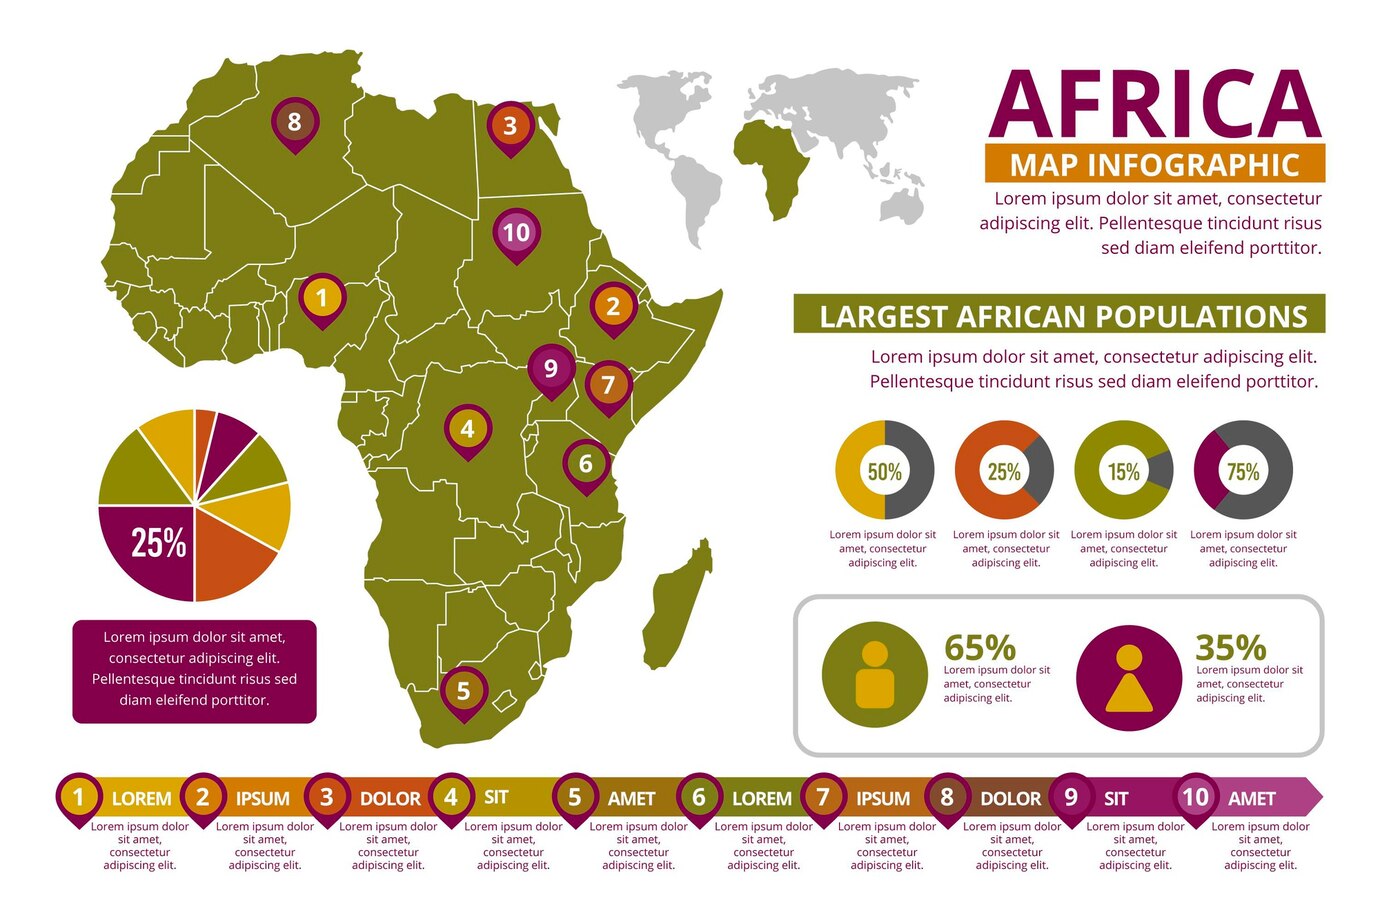 AFRICA
MAP INFOGRAPHIC
Lorem ipsum dolor sit amet, consectetur
adipiscing elit. Pellentesque tincidunt risus
sed diam eleifend porttitor.
8
3
10
1
2
9
7
4
6
5
LARGEST AFRICAN POPULATIONS
Lorem ipsum dolor sit amet, consectetur adipiscing elit.
Pellentesque tincidunt risus sed diam eleifend porttitor.
50%
25%
15%
75%
Lorem ipsum dolor sit
amet, consectetur
adipiscing elit.
Lorem ipsum dolor sit
amet, consectetur
adipiscing elit.
Lorem ipsum dolor sit
amet, consectetur
adipiscing elit.
Lorem ipsum dolor sit
amet, consectetur
adipiscing elit.
25%
Lorem ipsum dolor sit amet,
consectetur adipiscing elit.
Pellentesque tincidunt risus sed
diam eleifend porttitor.
65%
Lorem ipsum dolor sit
amet, consectetur
adipiscing elit.
35%
Lorem ipsum dolor sit
amet, consectetur
adipiscing elit.
1 LOREM
Lorem ipsum dolor
sit amet,
consectetur
adipiscing elit.
2 IPSUM
Lorem ipsum dolor
sit amet,
consectetur
adipiscing elit.
3 DOLOR
Lorem ipsum dolor
sit amet,
consectetur
adipiscing elit.
4 SIT
Lorem ipsum dolor
sit amet,
consectetur
adipiscing elit.
5 AMET
Lorem ipsum dolor
sit amet,
consectetur
adipiscing elit.
6 LOREM
Lorem ipsum dolor
sit amet,
consectetur
adipiscing elit.
7 IPSUM
Lorem ipsum dolor
sit amet,
consectetur
adipiscing elit.
8 DOLOR
Lorem ipsum dolor
sit amet,
consectetur
adipiscing elit.
9 SIT
Lorem ipsum dolor
sit amet,
consectetur
adipiscing elit.
10 AMET
Lorem ipsum dolor
sit amet,
consectetur
adipiscing elit.